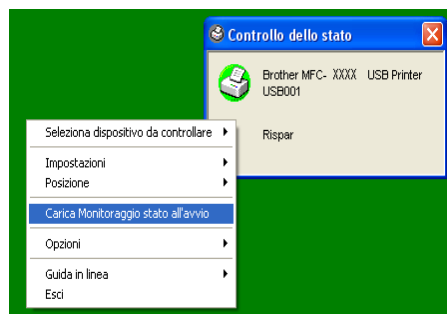 Controllo dello stato
Brother MFC- XXXX USB Printer
USB001
Rispar
Seleziona dispositivo da controllare
Impostazioni
Posizione
Carica Monitoraggio stato all'avvio
Opzioni
Guida in linea
Esci